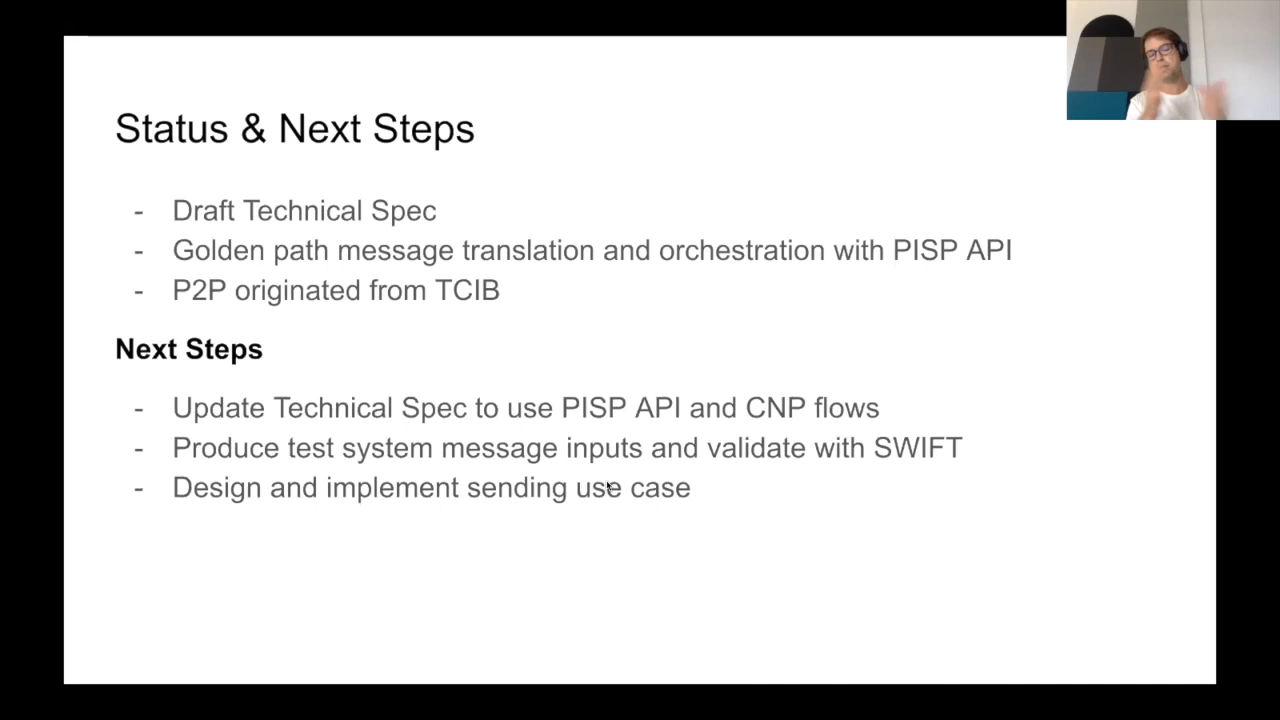 Status & Next Steps
- Draft Technical Spec
- Golden path message translation and orchestration with PISP API
- P2P originated from TCIB
Next Steps
- Update Technical Spec to use PISP API and CNP flows
- Produce test system message inputs and validate with SWIFT
- Design and implement sending use case